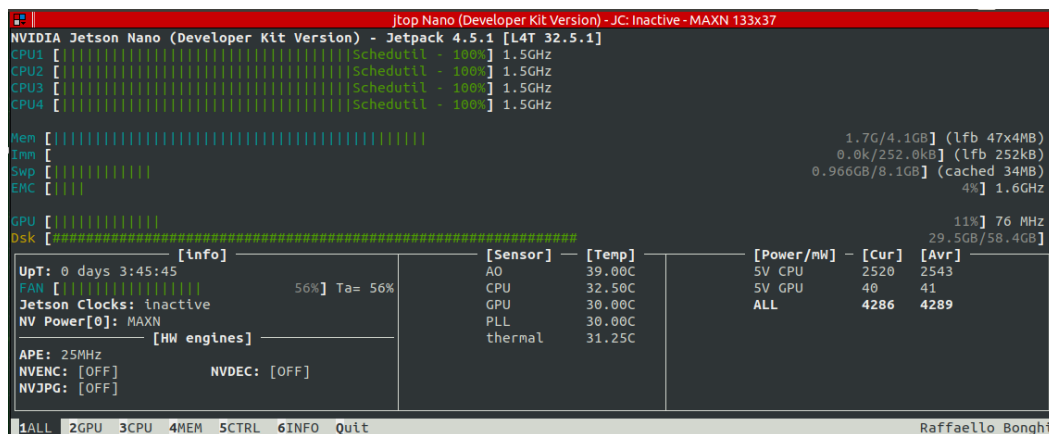 jtop Nano (Developer Kit Version) - JC: Inactive - MAXN 133x37
NVIDIA Jetson Nano (Developer Kit Version) - Jetpack 4.5.1 [L4T 32.5.1]
CPU1 [||||||||||||||||||||||||||||||||||Schedutil - 100%] 1.5GHz
CPU2 [||||||||||||||||||||||||||||||||||Schedutil - 100%] 1.5GHz
CPU3 [||||||||||||||||||||||||||||||||||Schedutil - 100%] 1.5GHz
CPU4 [||||||||||||||||||||||||||||||||||Schedutil - 100%] 1.5GHz
Mem [||||||||||||||||||||||||||||||||||||||||||||| 1.7G/4.1GB] (lfb 47x4MB)
Imm [ 0.0k/252.0kB] (lfb 252kB)
Swp [|||||||||||| 0.966GB/8.1GB] (cached 34MB)
EMC [|||| 4%] 1.6GHz
GPU [||||||||||||| 11%] 76 MHz
Dsk [################################################################ 29.5GB/58.4GB]
[info] [Sensor] [Temp] [Power/mW] [Cur] [Avr]
UpT: 0 days 3:45:45 AO 39.00C 5V CPU 2520 2543
FAN [||||||||||||||||| 56%] Ta= 56% CPU 32.50C 5V GPU 40 41
Jetson Clocks: inactive GPU 30.00C ALL 4286 4289
NV Power[0]: MAXN PLL 30.00C
[HW engines] thermal 31.25C
APE: 25MHz
NVENC: [OFF] NVDEC: [OFF]
NVJPG: [OFF]
1ALL 2GPU 3CPU 4MEM 5CTRL 6INFO Quit Raffaello Bonghi